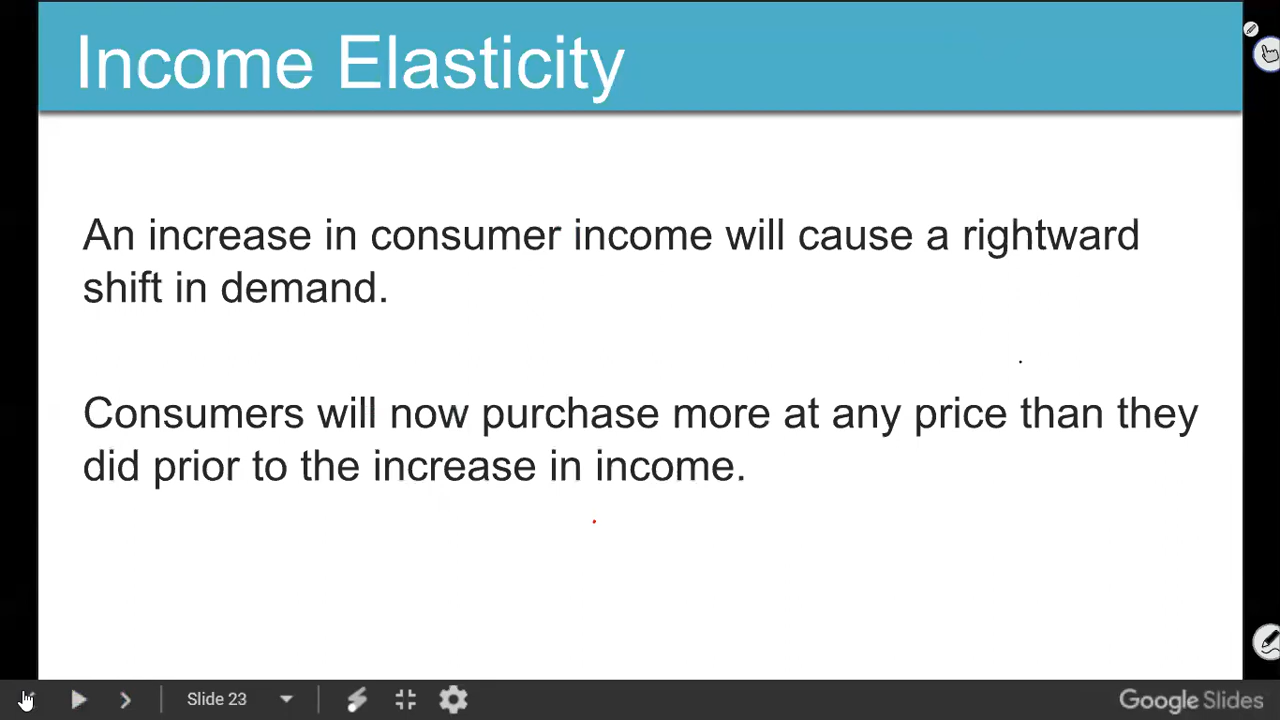 Income Elasticity
An increase in consumer income will cause a rightward
shift in demand.
Consumers will now purchase more at any price than they
did prior to the increase in income.
Slide 23
Google Slides